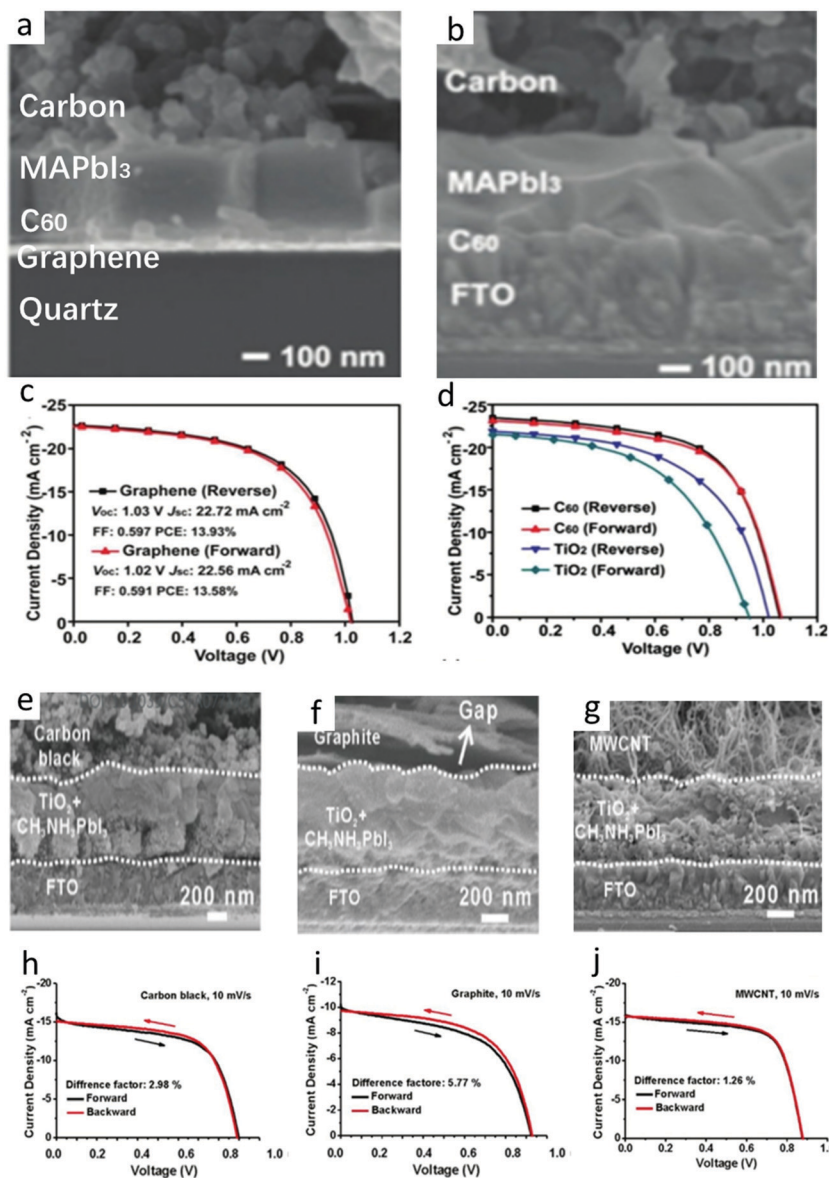 a
Carbon
MAPbI3
C60
Graphene
Quartz
100 nm
b
Carbon
MAPbI3
C60
FTO
100 nm
c
-25
-20
-15
-10
-5
0
0.0 0.2 0.4 0.6 0.8 1.0 1.2
Current Density (mA cm-2)
Voltage (V)
Graphene (Reverse)
Voc: 1.03 V Jsc: 22.72 mA cm-2
FF: 0.597 PCE: 13.93%
Graphene (Forward)
Voc: 1.02 V Jsc: 22.56 mA cm-2
FF: 0.591 PCE: 13.58%
d
-25
-20
-15
-10
-5
0
0.0 0.2 0.4 0.6 0.8 1.0 1.2
Current Density (mA cm-2)
Voltage (V)
C60 (Reverse)
C60 (Forward)
TiO2 (Reverse)
TiO2 (Forward)
e
Carbon
black
TiO2+
CH3NH3PbI3
FTO
200 nm
f
Graphite
Gap
TiO2+
CH3NH3PbI3
FTO
200 nm
g
MWCNT
TiO2+
CH3NH3PbI3
FTO
200 nm
h
-20
-15
-10
-5
0
0.0 0.2 0.4 0.6 0.8 1.0
Current Density (mA cm-2)
Voltage (V)
Carbon black, 10 mV/s
Diffrence factor: 2.98 %
Forward
Backward
i
-12
-10
-8
-6
-4
-2
0
0.0 0.2 0.4 0.6 0.8 1.0
Current Density (mA cm-2)
Voltage (V)
Graphite, 10 mV/s
Diffrence factore: 5.77 %
Forward
Backward
j
-20
-15
-10
-5
0
0.0 0.2 0.4 0.6 0.8 1.0
Current Density (mA cm-2)
Voltage (V)
MWCNT, 10 mV/s
Diffrence factor: 1.26 %
Forward
Backward